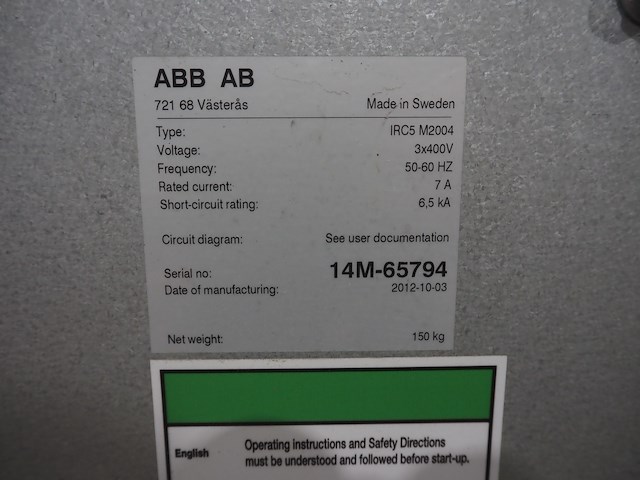 ABB AB
721 68 Västerås Made in Sweden
Type: IRC5 M2004
Voltage: 3x400V
Frequency: 50-60 HZ
Rated current: 7 A
Short-circuit rating: 6,5 kA
Circuit diagram: See user documentation
Serial no: 14M-65794
Date of manufacturing: 2012-10-03
Net weight: 150 kg
English Operating instructions and Safety Directions
must be understood and followed before start-up.